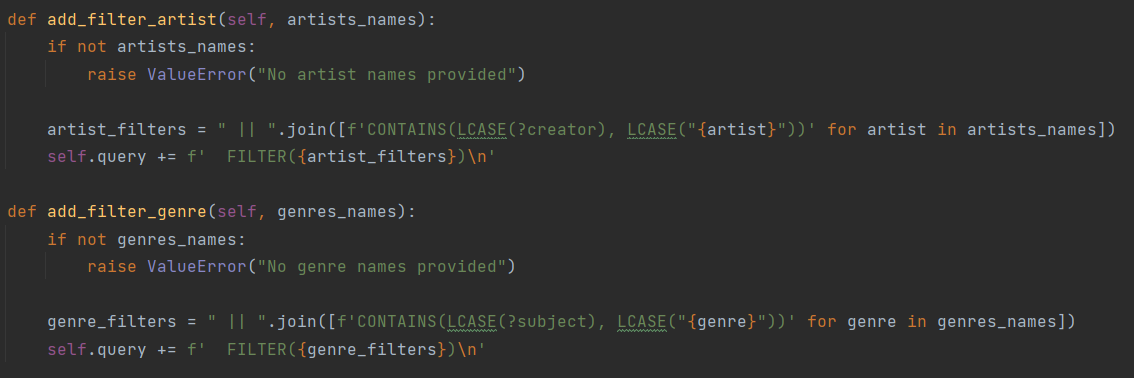 def add_filter_artist(self, artists_names):
    if not artists_names:
        raise ValueError("No artist names provided")

    artist_filters = " || ".join([f'CONTAINS(LCASE(?creator), LCASE("{artist}"))' for artist in artists_names])
    self.query += f'  FILTER({artist_filters})\n'

def add_filter_genre(self, genres_names):
    if not genres_names:
        raise ValueError("No genre names provided")

    genre_filters = " || ".join([f'CONTAINS(LCASE(?subject), LCASE("{genre}"))' for genre in genres_names])
    self.query += f'  FILTER({genre_filters})\n'